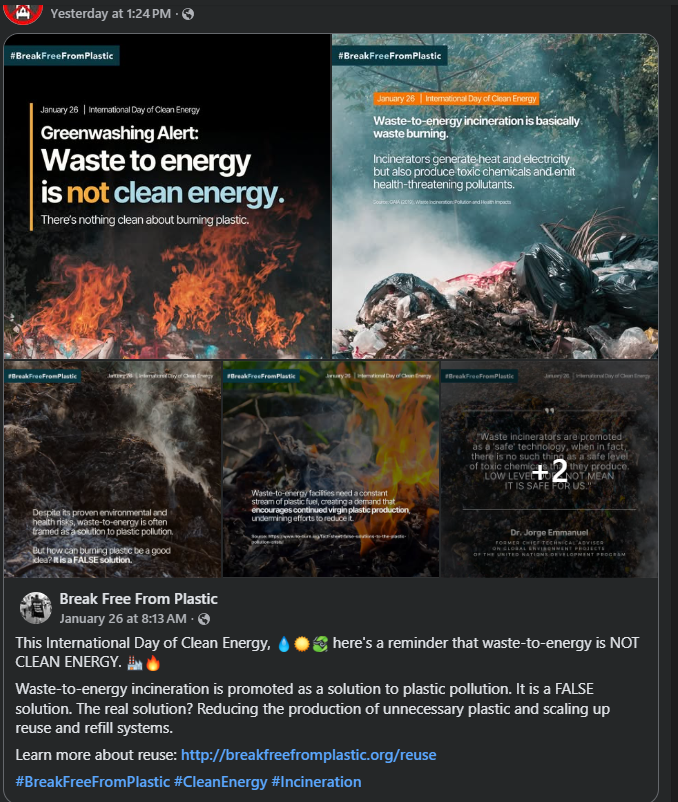 Yesterday at 1:24 PM ·
#BreakFreeFromPlastic
January 26 | International Day of Clean Energy
Greenwashing Alert:
Waste to energy
is not clean energy.
There's nothing clean about burning plastic.
#BreakFreeFromPlastic
January 26 | International Day of Clean Energy
Waste-to-energy incineration is basically
waste burning.
Incinerators generate heat and electricity
but also produce toxic chemicals and emit
health-threatening pollutants.
#BreakFreeFromPlastic
January 26 | International Day of Clean Energy
Despite its proven environmental and
health risks, waste-to-energy is often
framed as a solution to plastic pollution.
But how can burning plastic be a good
idea? It is a FALSE solution.
#BreakFreeFromPlastic
January 26 | International Day of Clean Energy
Waste-to-energy facilities need a constant
stream of plastic fuel, creating a demand that
encourages continued virgin plastic production,
undermining efforts to reduce it.
#BreakFreeFromPlastic
January 26 | International Day of Clean Energy
"Waste incinerators are promoted
as a 'safe' technology, when in fact,
there is no such thing as a safe level
of toxic chemicals that they produce.
LOW LEVEL NOT MEAN
IT IS SAFE FOR US."
+2
Dr. Jorge Emmanuel
FORMER CHIEF TECHNICAL ADVISER
ON GLOBAL ENVIRONMENT PROJECTS
OF THE UNITED NATIONS DEVELOPMENT PROGRAM
Break Free From Plastic
January 26 at 8:13 AM ·
This International Day of Clean Energy, 💧☀️♻️ here's a reminder that waste-to-energy is NOT
CLEAN ENERGY. 🏭🔥
Waste-to-energy incineration is promoted as a solution to plastic pollution. It is a FALSE
solution. The real solution? Reducing the production of unnecessary plastic and scaling up
reuse and refill systems.
Learn more about reuse: http://breakfreefromplastic.org/reuse
#BreakFreeFromPlastic #CleanEnergy #Incineration